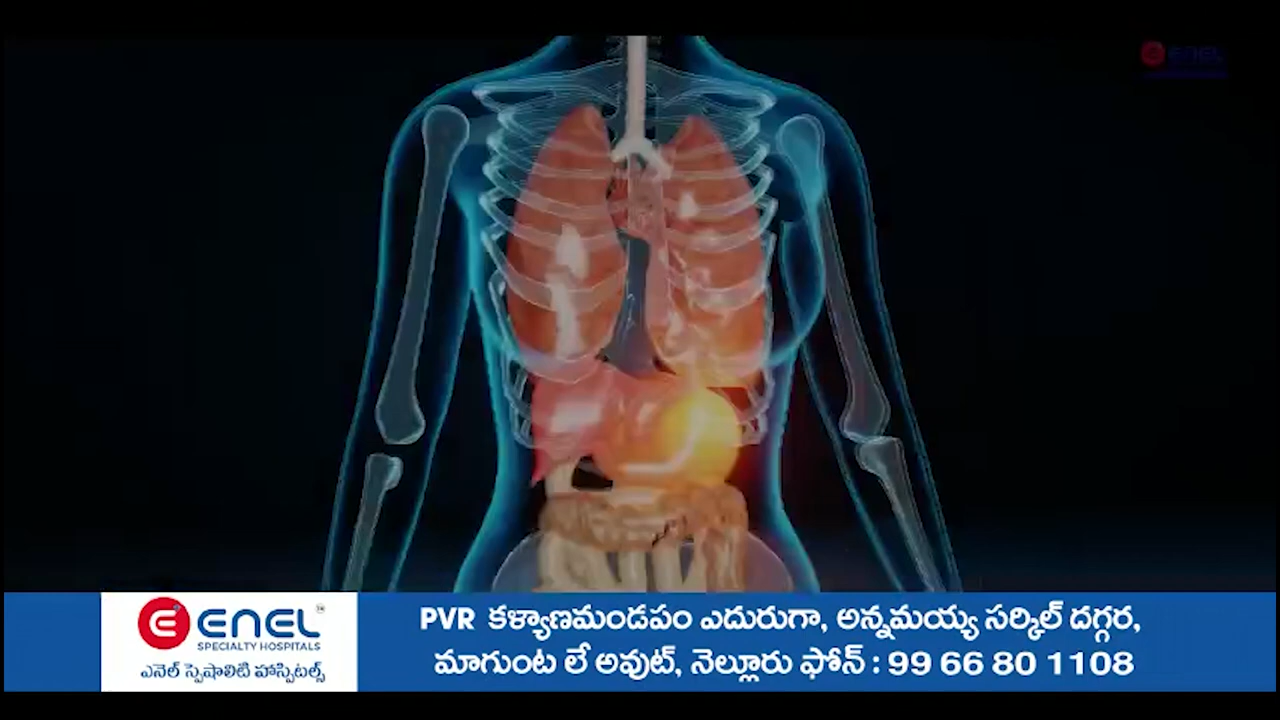 ENEL
ENEL
SPECIALTY HOSPITALS
ఎనెల్ స్పెషాలిటి హాస్పిటల్స్
PVR కళ్యాణమండపం ఎదురుగా, అన్నమయ్య సర్కిల్ దగ్గర,
మాగుంట లే అవుట్, నెల్లూరు ఫోన్ : 99 66 80 1108